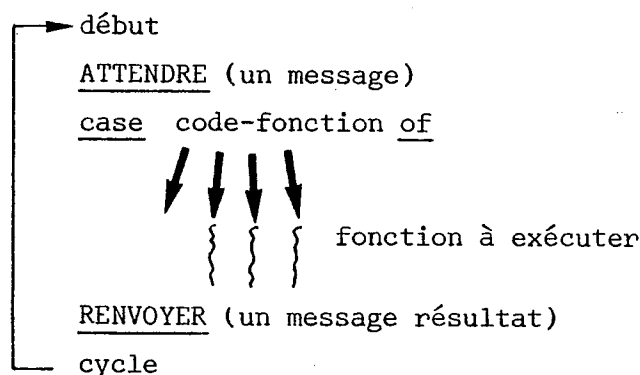 début
ATTENDRE (un message)
case code-fonction of
fonction à exécuter
RENVOYER (un message résultat)
cycle